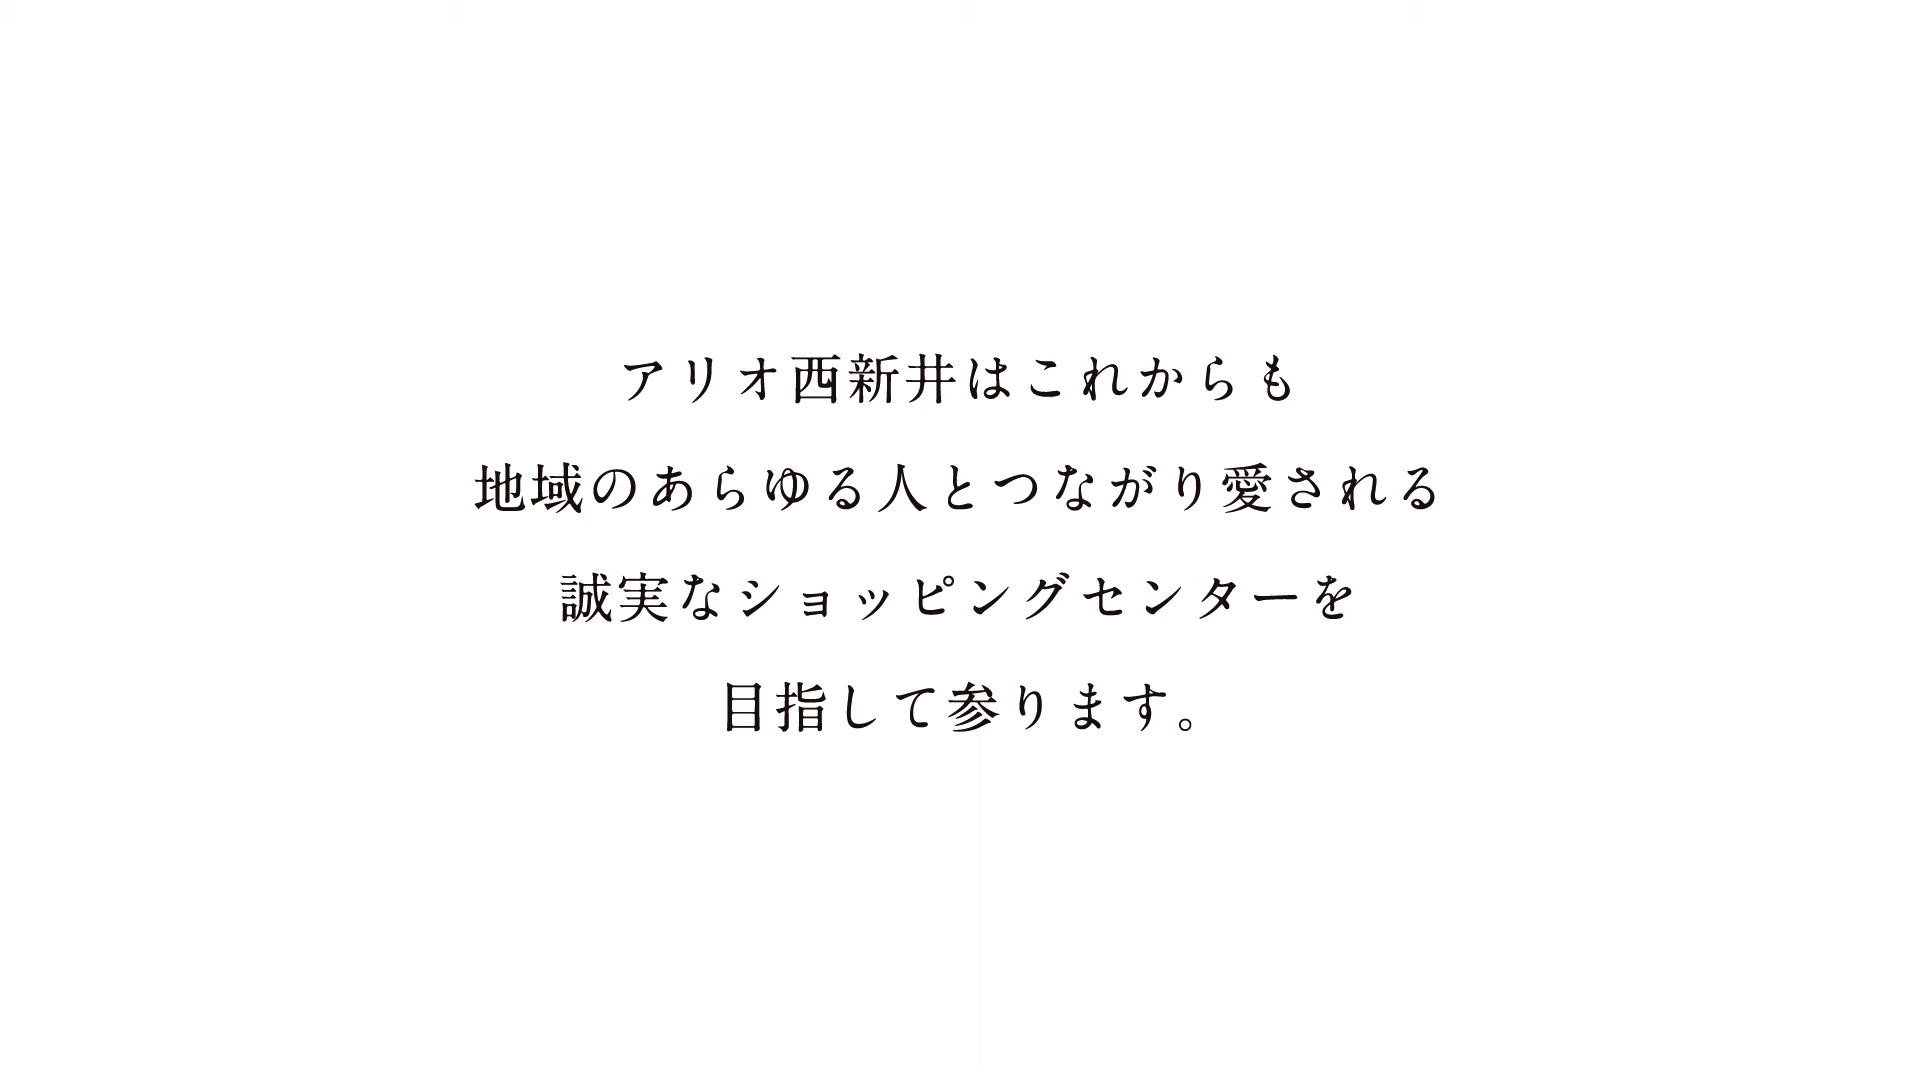 アリオ西新井はこれからも
地域のあらゆる人とつながり愛される
誠実なショッピングセンターを
目指して参ります。